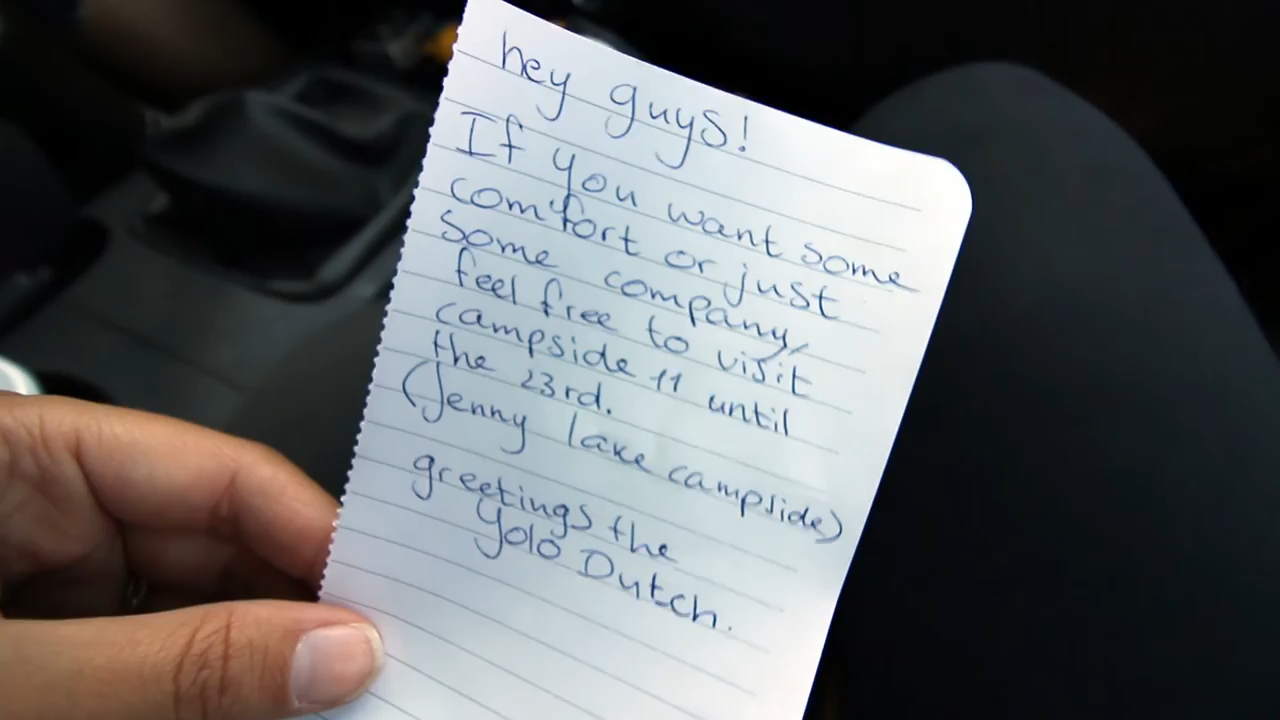 hey guys!
If you want some
comfort or just
some company,
feel free to visit
campside 11 until
the 23rd.
(Jenny lake campside)
greetings the
Yolo Dutch.